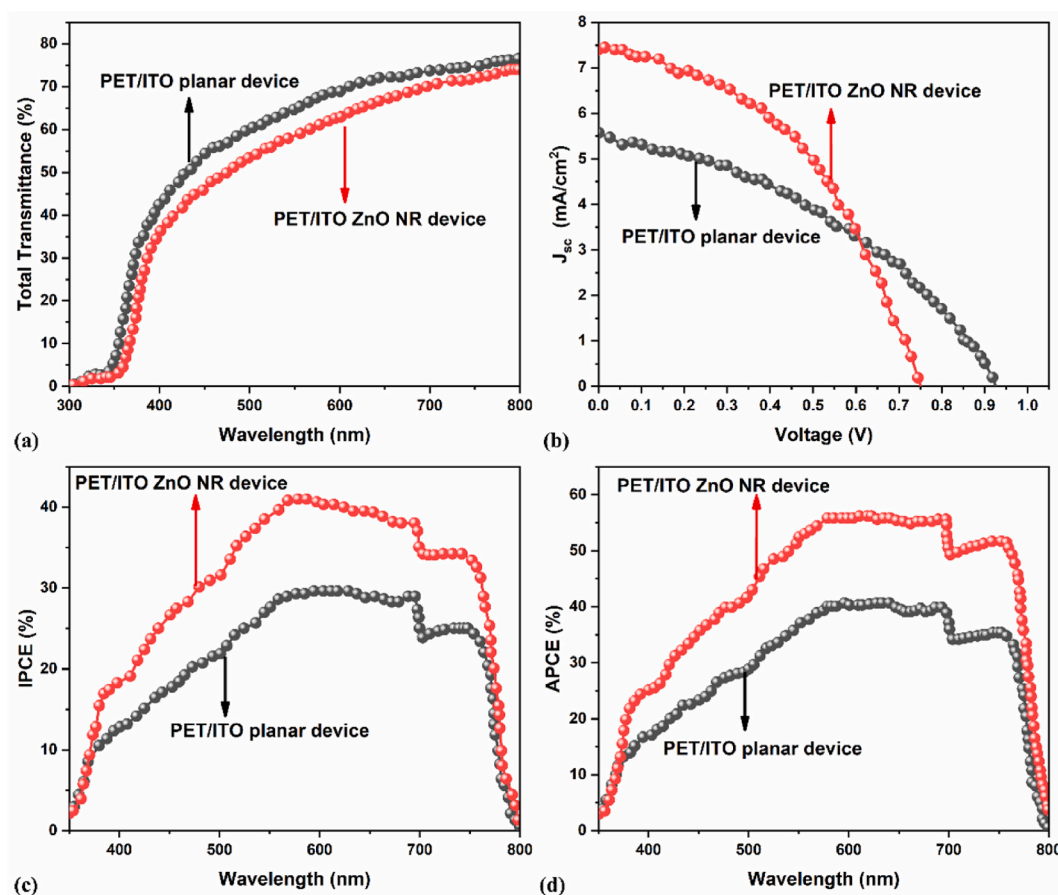 80
70
60
50
40
30
20
10
0
Total Transmittance (%)
PET/ITO planar device
PET/ITO ZnO NR device
300 400 500 600 700 800
Wavelength (nm)
(a)
8
7
6
5
4
3
2
1
0
J_sc (mA/cm²)
PET/ITO ZnO NR device
PET/ITO planar device
0.0 0.1 0.2 0.3 0.4 0.5 0.6 0.7 0.8 0.9 1.0
Voltage (V)
(b)
PET/ITO ZnO NR device
40
30
20
10
0
IPCE (%)
PET/ITO planar device
400 500 600 700 800
Wavelength (nm)
(c)
60
50
40
30
20
10
0
APCE (%)
PET/ITO ZnO NR device
PET/ITO planar device
400 500 600 700 800
Wavelength (nm)
(d)